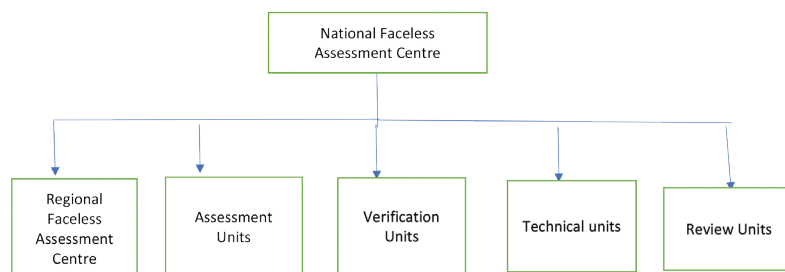 National Faceless
Assessment Centre
Regional
Faceless
Assessment
Centre
Assessment
Units
Verification
Units
Technical units
Review Units